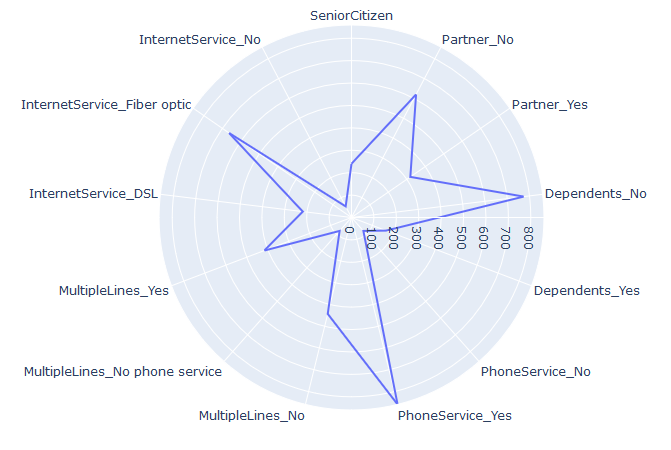 SeniorCitizen
InternetService_No
Partner_No
InternetService_Fiber optic
Partner_Yes
InternetService_DSL
Dependents_No
0
100
200
300
400
500
600
700
800
MultipleLines_Yes
Dependents_Yes
MultipleLines_No phone service
PhoneService_No
MultipleLines_No
PhoneService_Yes